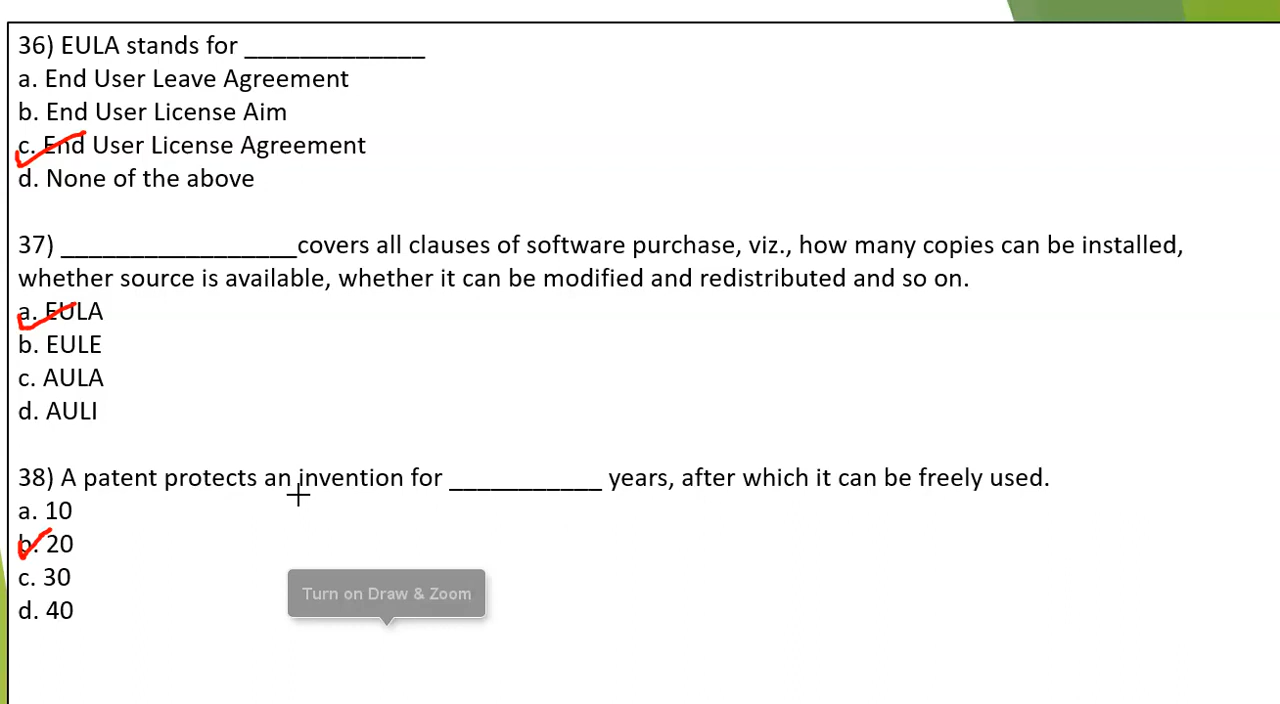 36) EULA stands for _____________
a. End User Leave Agreement
b. End User License Aim
c. End User License Agreement
d. None of the above
37) _________________covers all clauses of software purchase, viz., how many copies can be installed,
whether source is available, whether it can be modified and redistributed and so on.
a. EULA
b. EULE
c. AULA
d. AULI
38) A patent protects an invention for ___________ years, after which it can be freely used.
a. 10
b. 20
c. 30
d. 40
Turn on Draw & Zoom